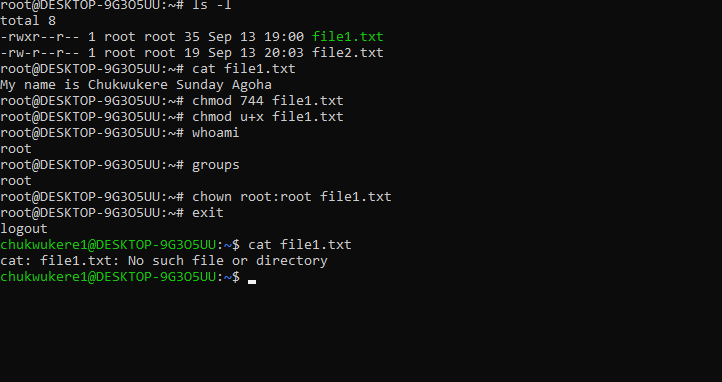 root@DESKTOP-9G3O5UU:~# ls -l
total 8
-rwxr--r-- 1 root root 35 Sep 13 19:00 file1.txt
-rw-r--r-- 1 root root 19 Sep 13 20:03 file2.txt
root@DESKTOP-9G3O5UU:~# cat file1.txt
My name is Chukwukere Sunday Agoha
root@DESKTOP-9G3O5UU:~# chmod 744 file1.txt
root@DESKTOP-9G3O5UU:~# chmod u+x file1.txt
root@DESKTOP-9G3O5UU:~# whoami
root
root@DESKTOP-9G3O5UU:~# groups
root
root@DESKTOP-9G3O5UU:~# chown root:root file1.txt
root@DESKTOP-9G3O5UU:~# exit
logout
chukwukere1@DESKTOP-9G3O5UU:~$ cat file1.txt
cat: file1.txt: No such file or directory
chukwukere1@DESKTOP-9G3O5UU:~$